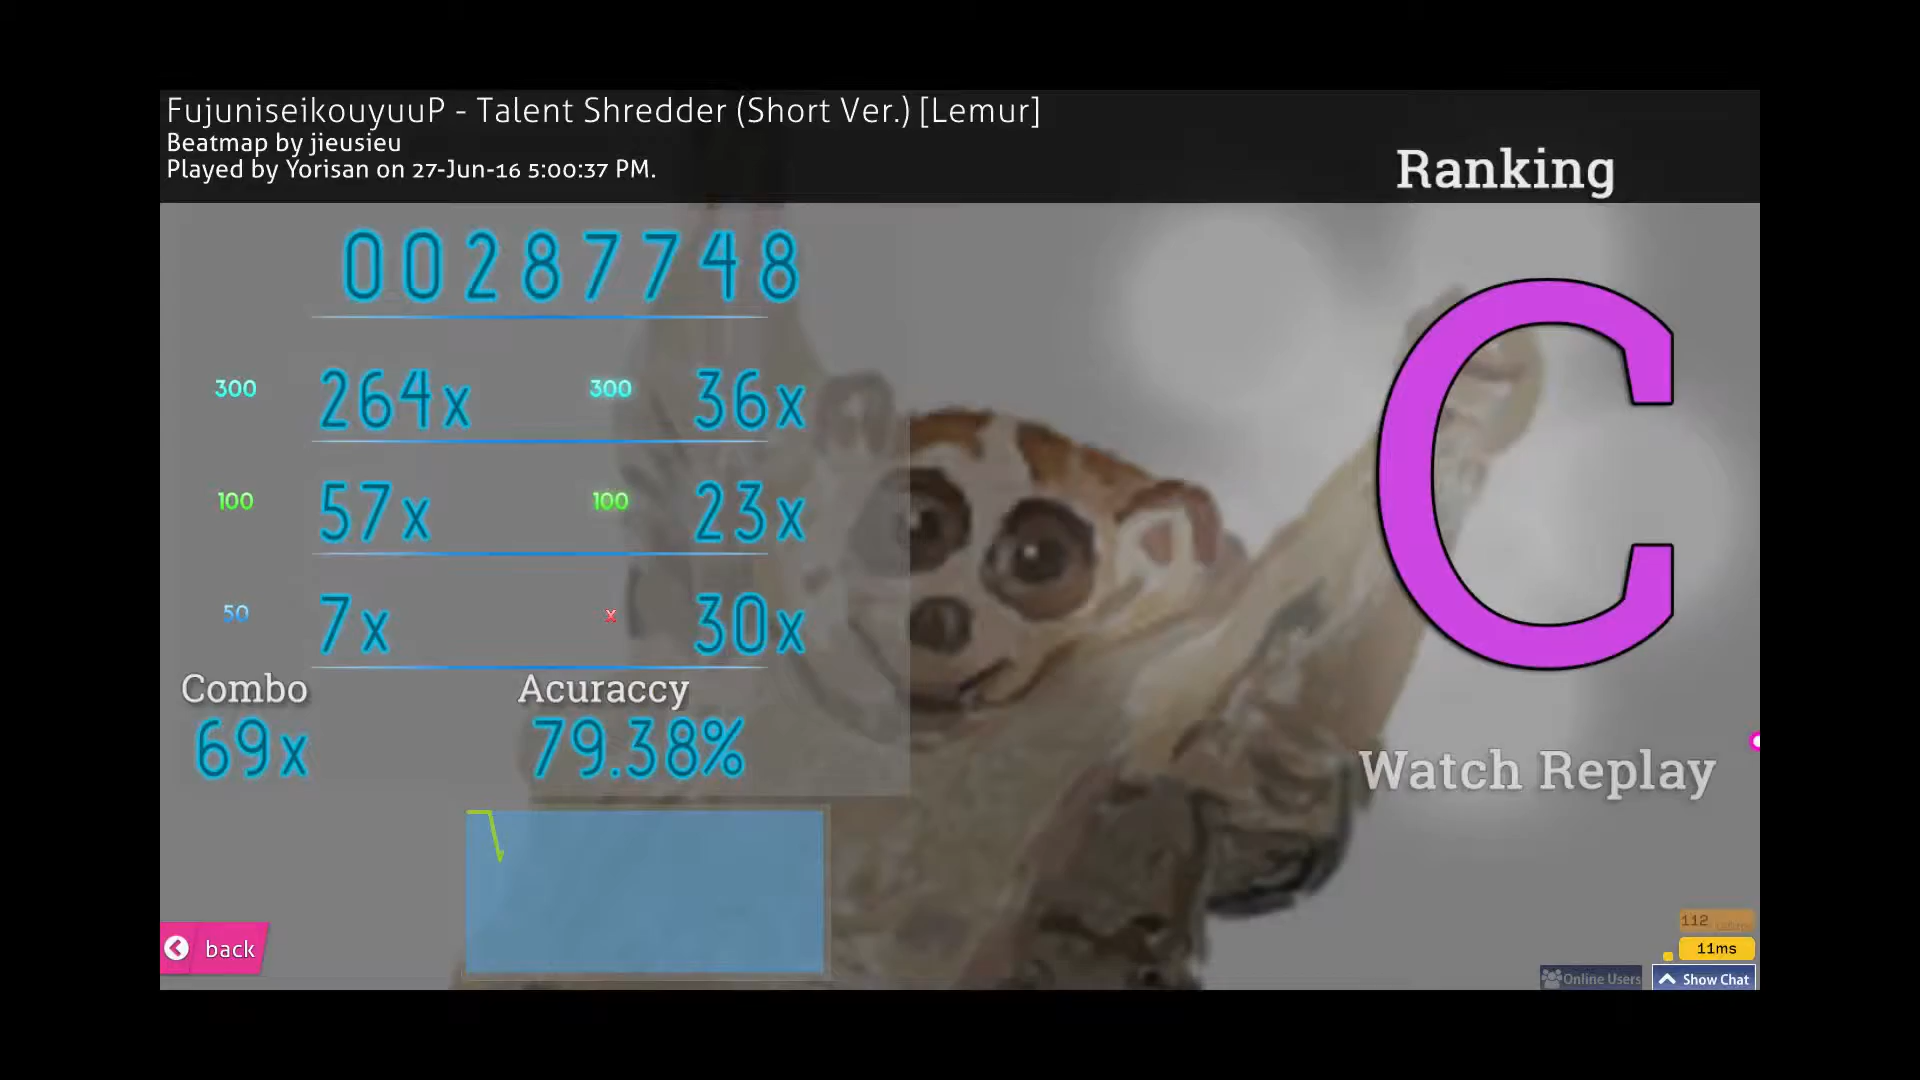 FujuniseikouyuuP - Talent Shredder (Short Ver.) [Lemur]
Beatmap by jieusieu
Played by Yorisan on 27-Jun-16 5:00:37 PM.
Ranking
00287748
300 264x 300 36x
100 57x 100 23x
50 7x x 30x
Combo Acuraccy
69x 79.38%
C
Watch Replay
back
112
11ms
Online Users Show Chat